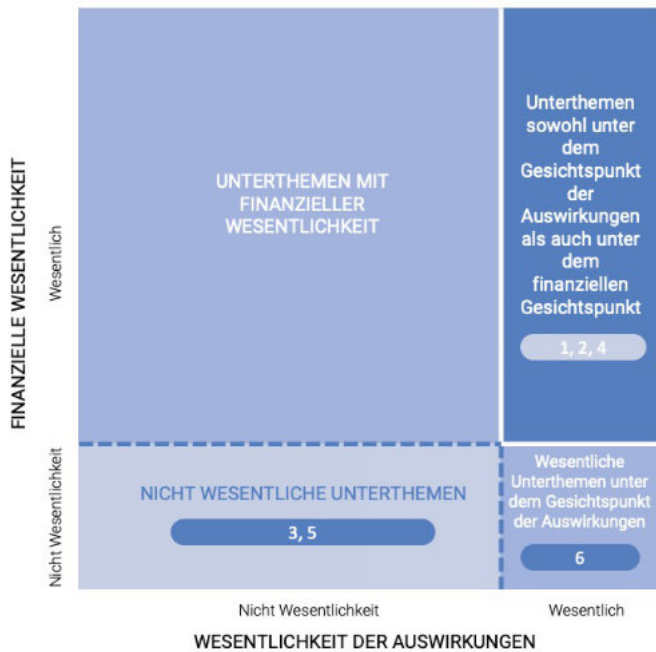 FINANZIELLE WESENTLICHKEIT
Wesentlich
Nicht Wesentlichkeit
UNTERTHEMEN MIT
FINANZIELLER
WESENTLICHKEIT
Unterthemen
sowohl unter
dem
Gesichtspunkt
der
Auswirkungen
als auch unter
dem
finanziellen
Gesichtspunkt
1, 2, 4
NICHT WESENTLICHE UNTERTHEMEN
3, 5
Wesentliche
Unterthemen unter
dem Gesichtspunkt
der Auswirkungen
6
Nicht Wesentlichkeit
Wesentlich
WESENTLICHKEIT DER AUSWIRKUNGEN